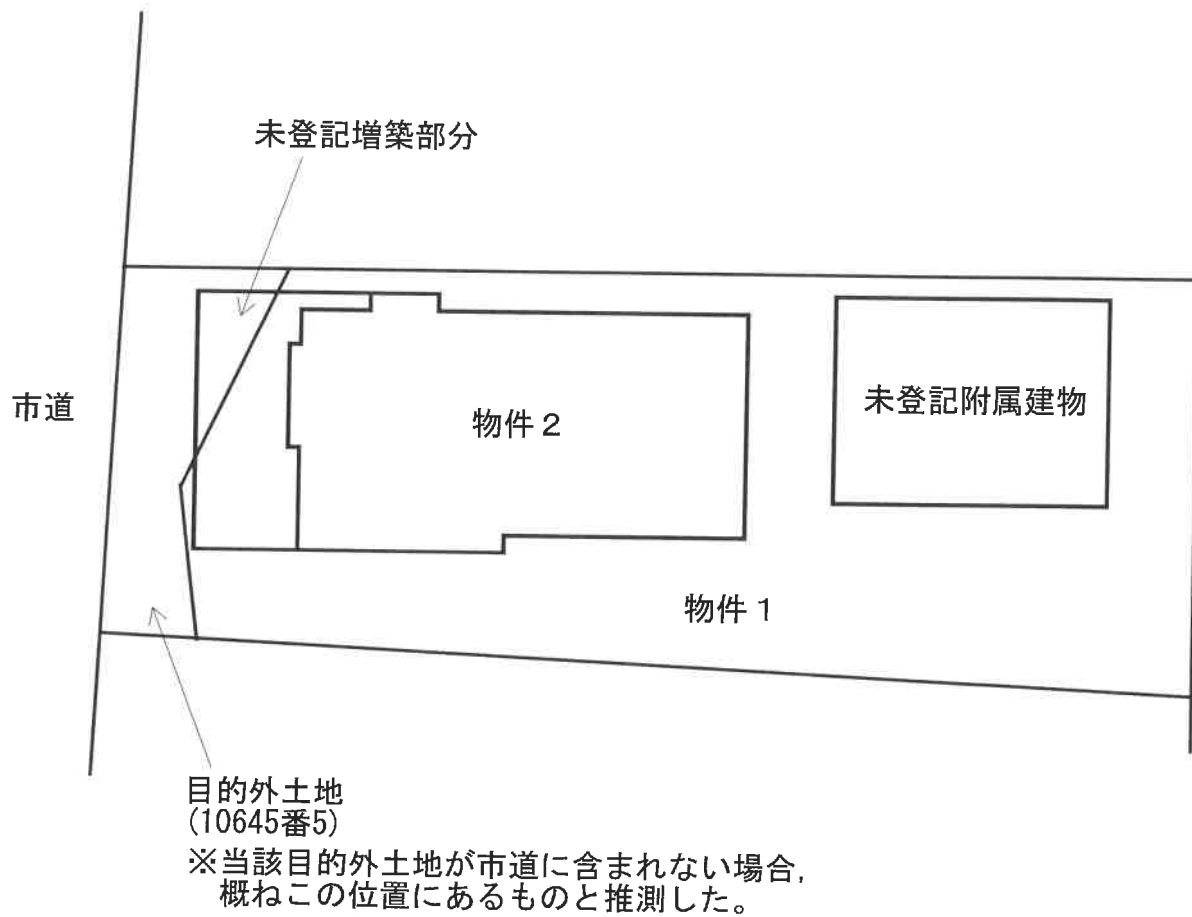 未登記増築部分
市道
物件2
未登記附属建物
物件1
目的外土地
(10645番5)
※当該目的外土地が市道に含まれない場合,
概ねこの位置にあるものと推測した。